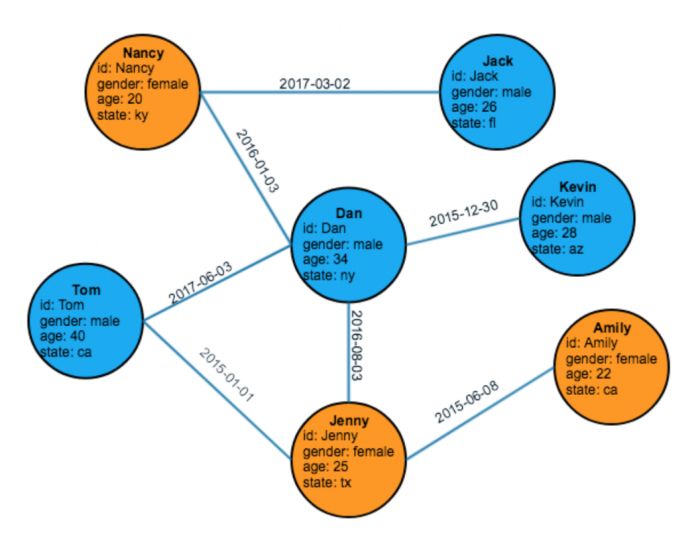 Nancy
id: Nancy
gender: female
age: 20
state: ky
2017-03-02
Jack
id: Jack
gender: male
age: 26
state: fl
2016-01-03
Dan
id: Dan
gender: male
age: 34
state: ny
2015-12-30
Kevin
id: Kevin
gender: male
age: 28
state: az
Tom
id: Tom
gender: male
age: 40
state: ca
2017-06-03
2015-01-01
2016-08-03
Jenny
id: Jenny
gender: female
age: 25
state: tx
2015-06-08
Amily
id: Amily
gender: female
age: 22
state: ca